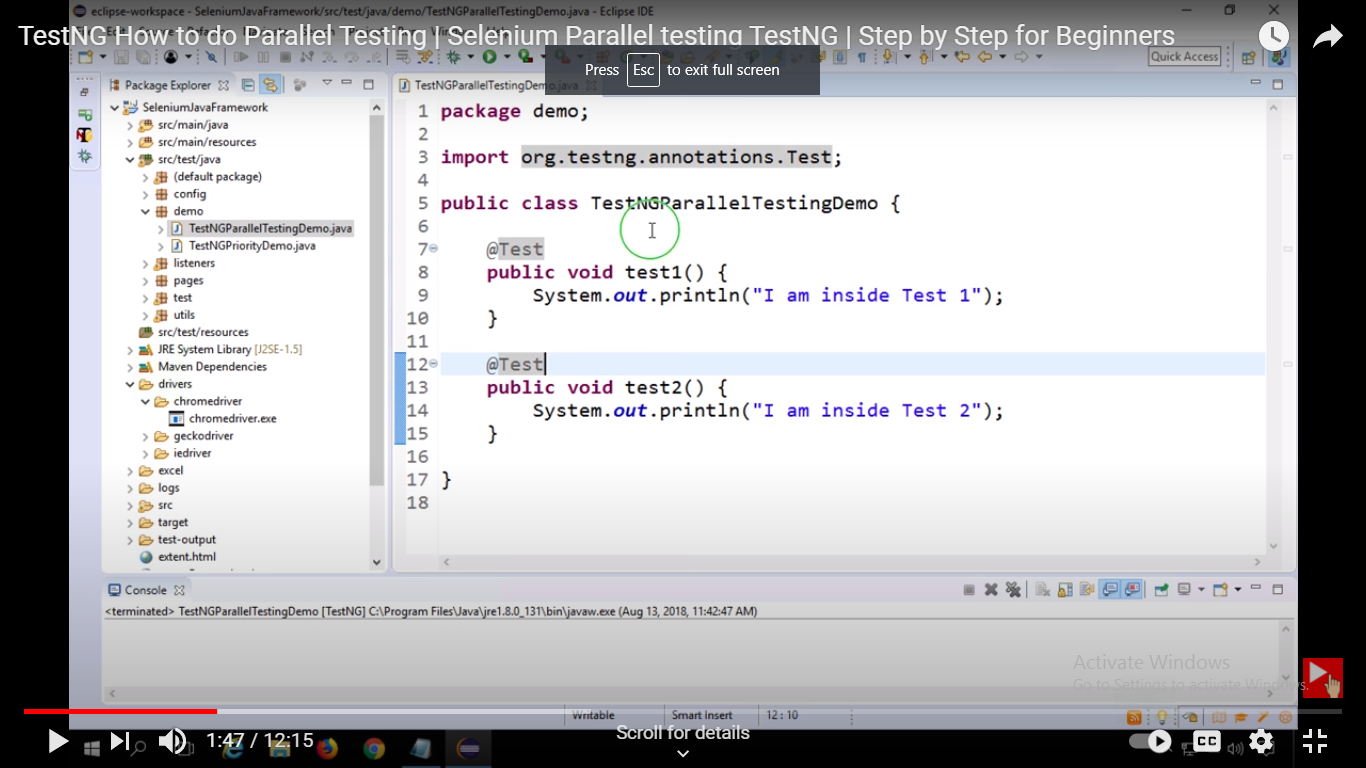 eclipse-workspace - SeleniumJavaFramework/src/test/java/demo/TestNGParallelTestingDemo.java - Eclipse IDE
TestNG How to do Parallel Testing | Selenium Parallel testing TestNG | Step by Step for Beginners
Press Esc to exit full screen
Quick Access
Package Explorer
SeleniumJavaFramework
src/main/java
src/main/resources
src/test/java
(default package)
config
demo
TestNGParallelTestingDemo.java
TestNGPriorityDemo.java
listeners
pages
test
utils
src/test/resources
JRE System Library [J2SE-1.5]
Maven Dependencies
drivers
chromedriver
chromedriver.exe
geckodriver
iedriver
excel
logs
src
target
test-output
extent.html
TestNGParallelTestingDemo.java
1 package demo;
2
3 import org.testng.annotations.Test;
4
5 public class TestNGParallelTestingDemo {
6
7 @Test
8 public void test1() {
9 System.out.println("I am inside Test 1");
10 }
11
12 @Test
13 public void test2() {
14 System.out.println("I am inside Test 2");
15 }
16
17 }
18
Console
<terminated> TestNGParallelTestingDemo [TestNG] C:\Program Files\Java\jre1.8.0_131\bin\javaw.exe (Aug 13, 2018, 11:42:47 AM)
Activate Windows
Go to Settings to activate Windows.
Writable Smart Insert 12 : 10
1:47 / 12:15
Scroll for details
CC